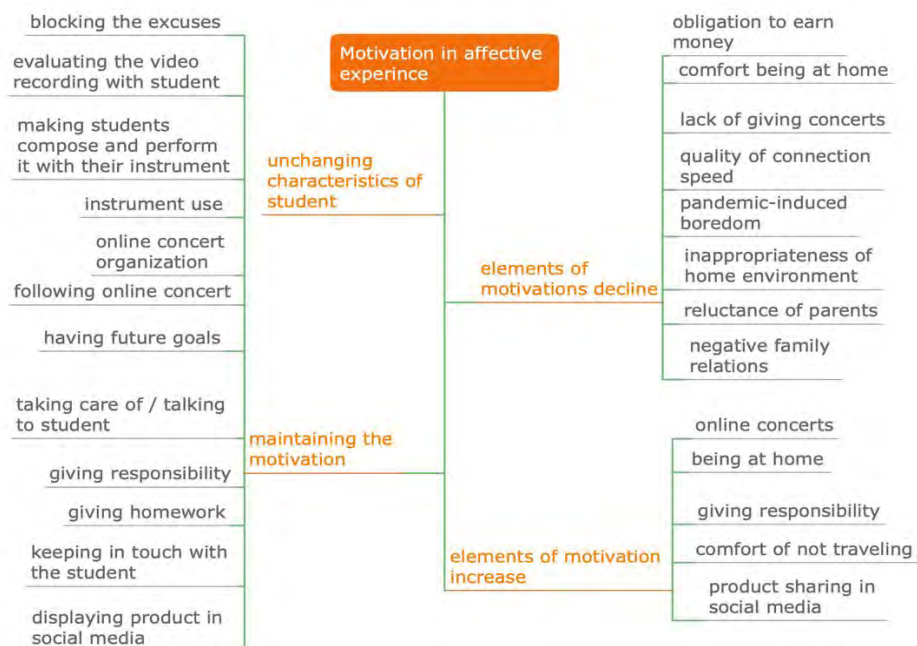 Motivation in affective
experince
blocking the excuses
evaluating the video
recording with student
making students
compose and perform
it with their instrument
instrument use
online concert
organization
following online concert
having future goals
taking care of / talking
to student
giving responsibility
giving homework
keeping in touch with
the student
displaying product in
social media
unchanging
characteristics of
student
maintaining the
motivation
elements of
motivations decline
obligation to earn
money
comfort being at home
lack of giving concerts
quality of connection
speed
pandemic-induced
boredom
inappropriateness of
home environment
reluctance of parents
negative family
relations
elements of motivation
increase
online concerts
being at home
giving responsibility
comfort of not traveling
product sharing in
social media